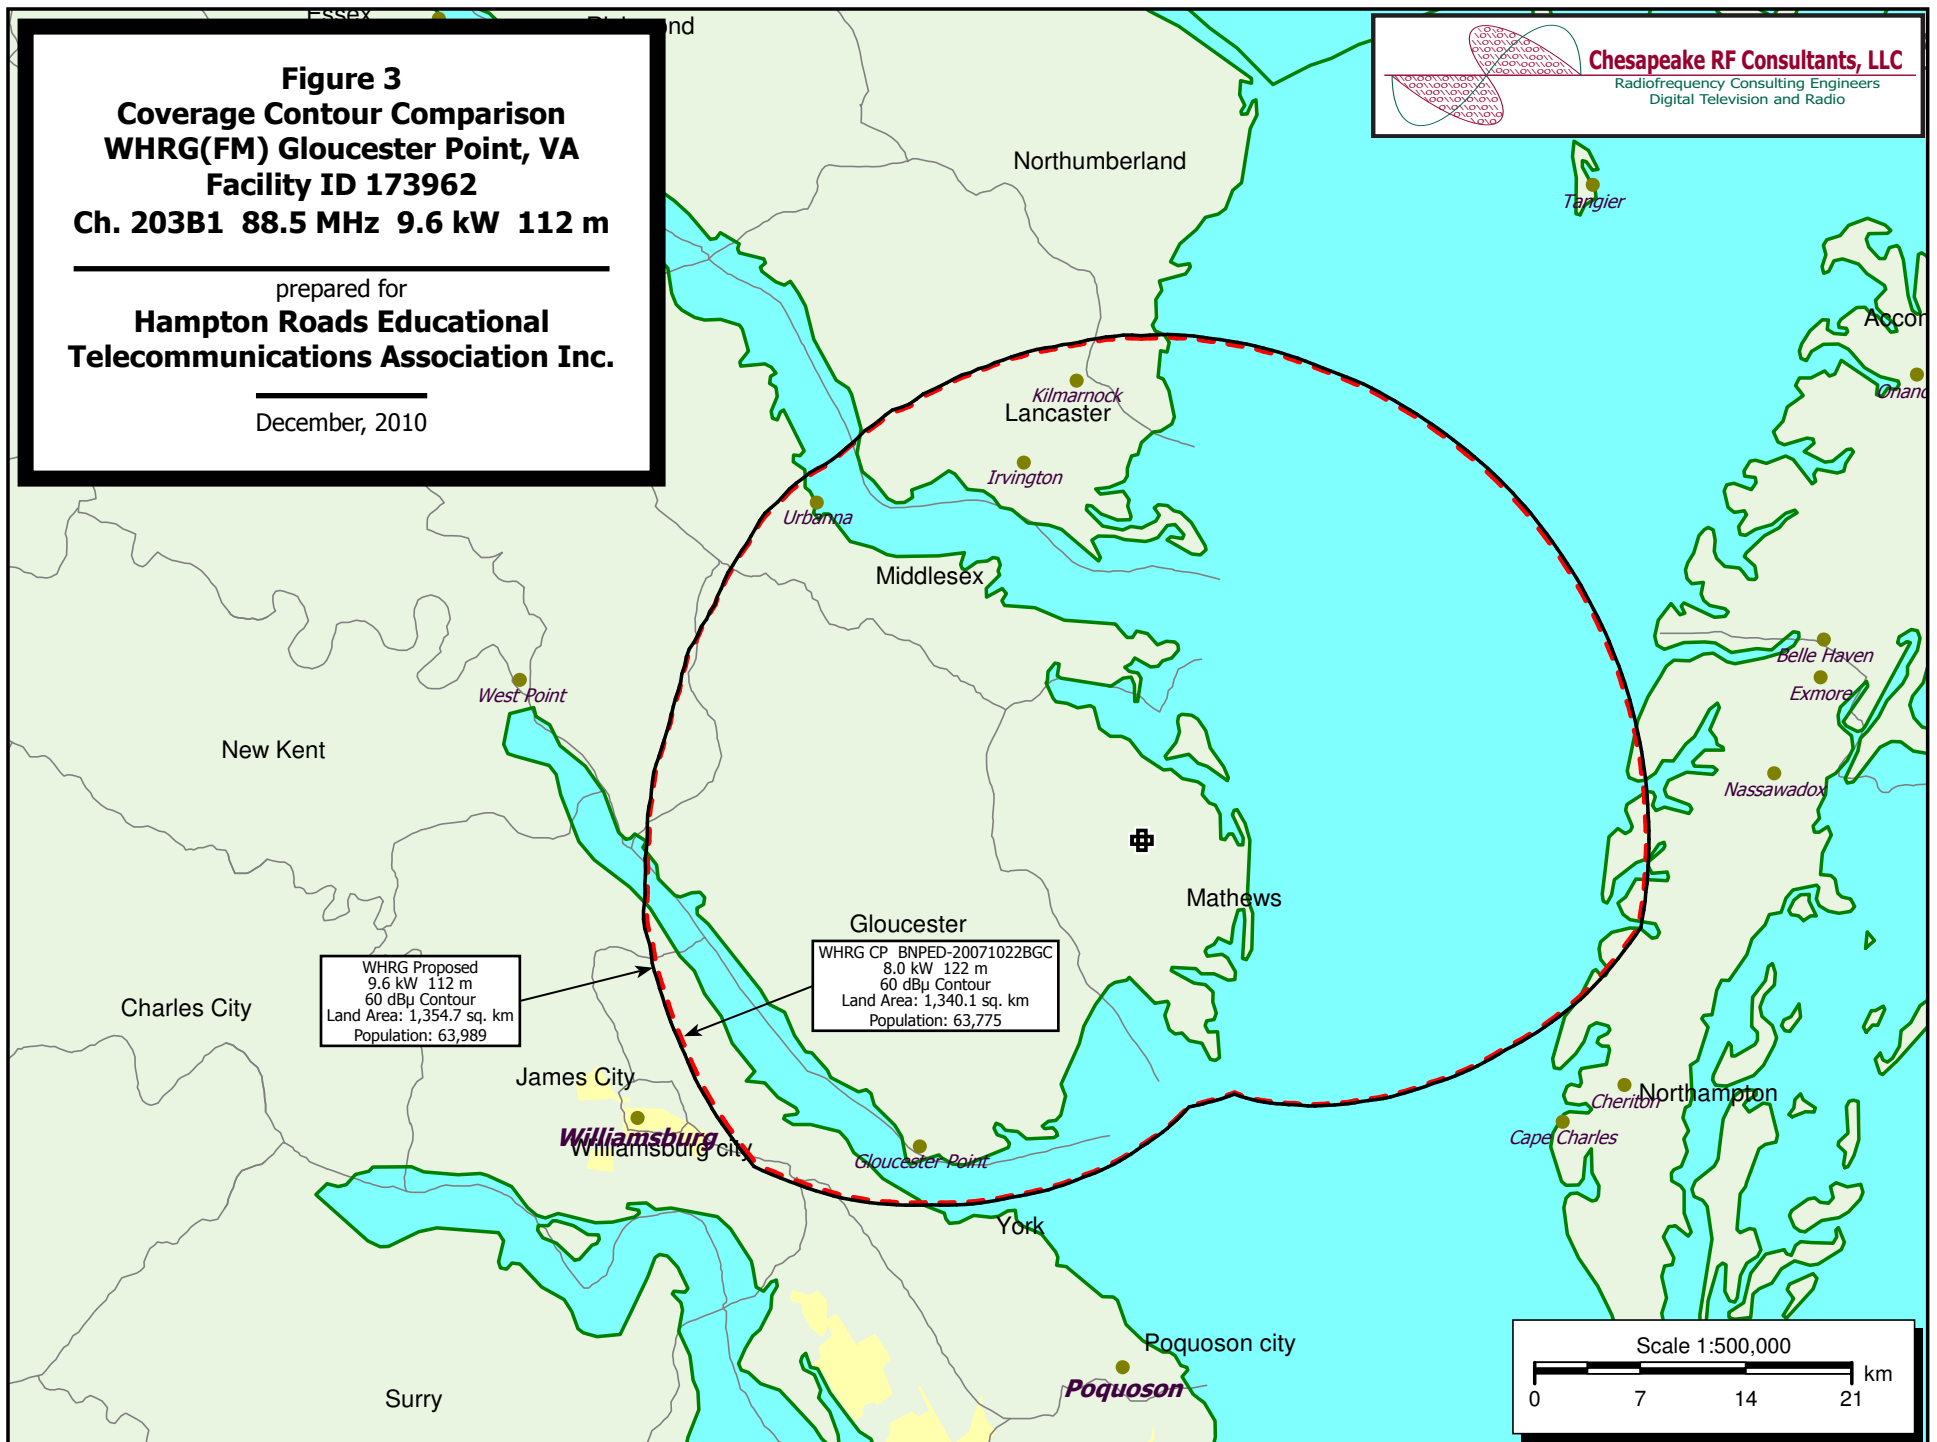 Essex
Figure 3
Coverage Contour Comparison
WHRG(FM) Gloucester Point, VA
Facility ID 173962
Ch. 203B1 88.5 MHz 9.6 kW 112 m
prepared for
Hampton Roads Educational
Telecommunications Association Inc.
December, 2010
Chesapeake RF Consultants, LLC
Radiofrequency Consulting Engineers
Digital Television and Radio
Northumberland
Tangier
Accom
Onanc
Kilmarnock
Lancaster
Irvington
Urbanna
Middlesex
Belle Haven
Exmore
West Point
New Kent
Nassawadox
Mathews
Gloucester
WHRG CP BNPED-20071022BGC
8.0 kW 122 m
60 dBµ Contour
Land Area: 1,340.1 sq. km
Population: 63,775
WHRG Proposed
9.6 kW 112 m
60 dBµ Contour
Land Area: 1,354.7 sq. km
Population: 63,989
Charles City
James City
Williamsburg
Williamsburg city
Gloucester Point
Cheriton
Northampton
Cape Charles
York
Poquoson city
Poquoson
Surry
Scale 1:500,000
km
0 7 14 21